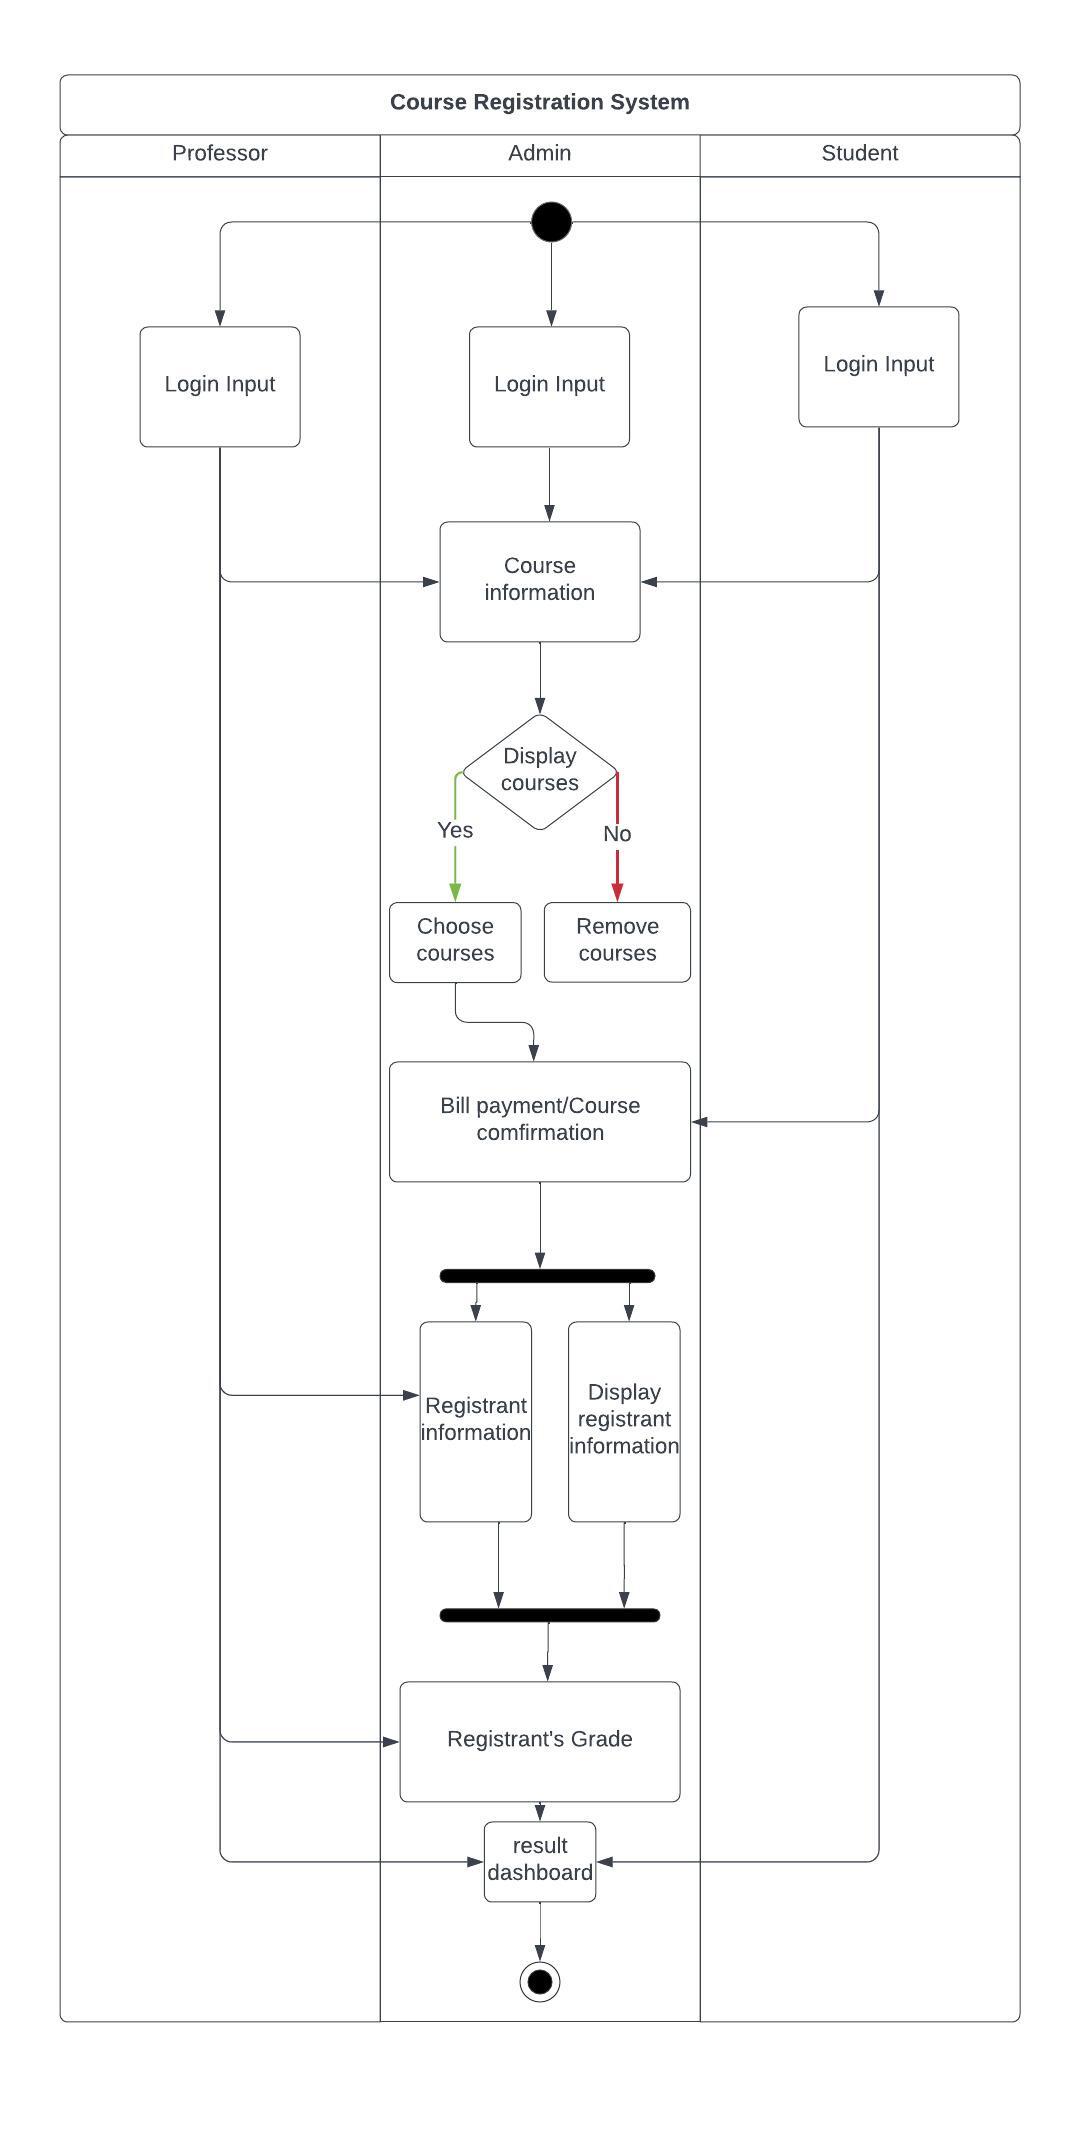 Course Registration System
Professor
Admin
Student
Login Input
Login Input
Login Input
Course
information
Display
courses
Yes
No
Choose
courses
Remove
courses
Bill payment/Course
comfirmation
Registrant
information
Display
registrant
information
Registrant's Grade
result
dashboard